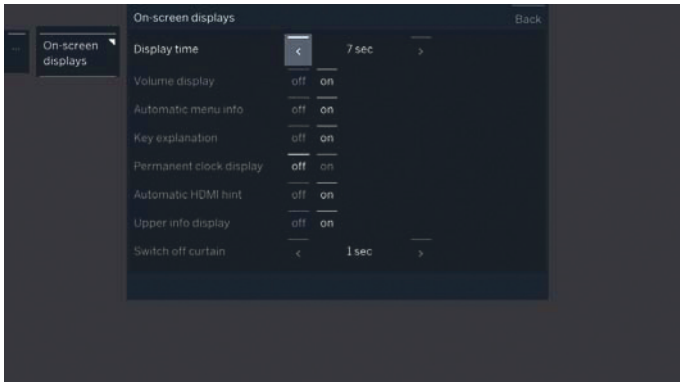 On-screen displays Back
... On-screen
displays
Display time < 7 sec >
Volume display off on
Automatic menu info off on
Key explanation off on
Permanent clock display off on
Automatic HDMI hint off on
Upper info display off on
Switch off curtain < 1 sec >